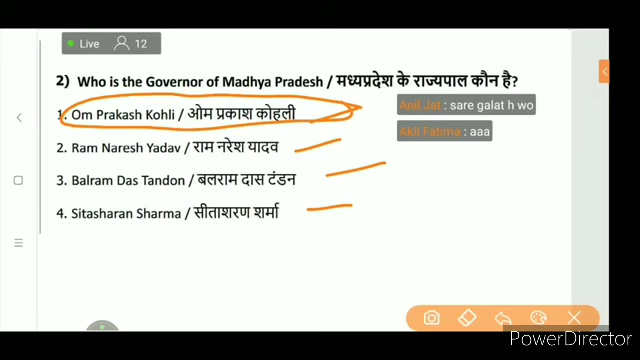 Live 12
2) Who is the Governor of Madhya Pradesh / मध्यप्रदेश के राज्यपाल कौन है?
1. Om Prakash Kohli / ओम प्रकाश कोहली
Anil Jat : sare galat h wo
Akil Fatima : aaa
2. Ram Naresh Yadav / राम नरेश यादव
3. Balram Das Tandon / बलराम दास टंडन
4. Sitasharan Sharma / सीताशरण शर्मा
PowerDirector